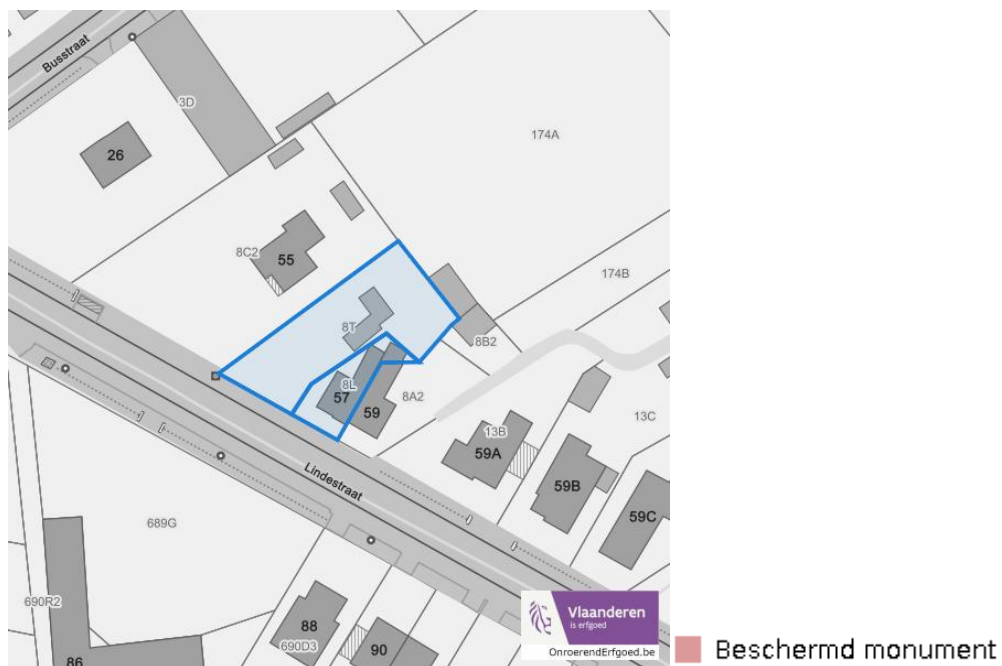 Busstraat
3D
26
174A
8C2
55
174B
8T
8B2
8L
57
59
8A2
13B
59A
13C
59B
59C
Lindestraat
689G
690R2
88
690D3
90
86
Vlaanderen
is erfgoed
OnroerendErfgoed.be
Beschermd monument